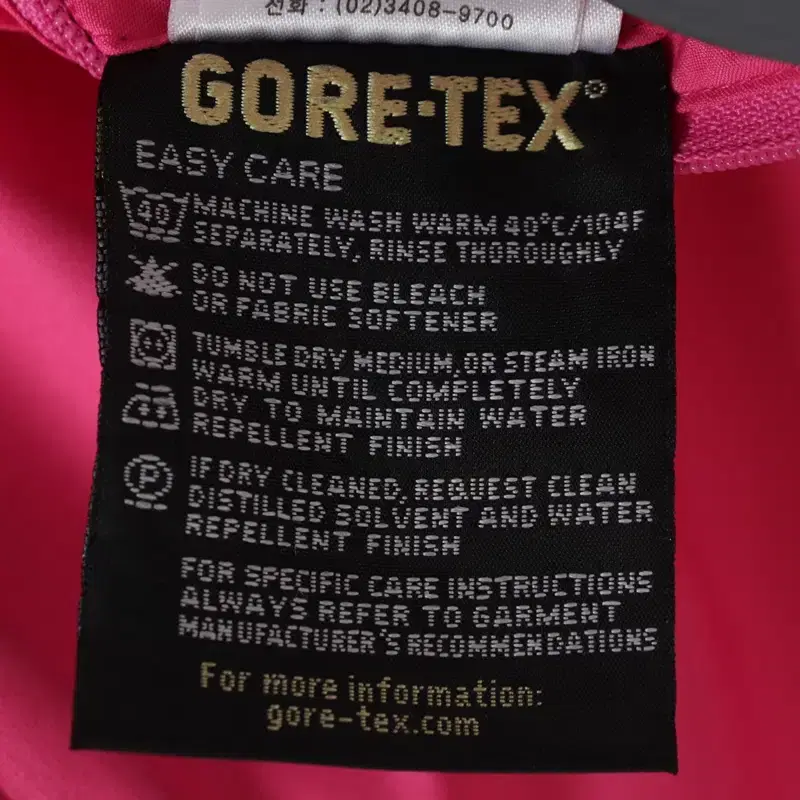 전화 : (02)3408-9700
GORE-TEX®
EASY CARE
40
MACHINE WASH WARM 40°C/104F
SEPARATELY, RINSE THOROUGHLY
DO NOT USE BLEACH
OR FABRIC SOFTENER
TUMBLE DRY MEDIUM, OR STEAM IRON
WARM UNTIL COMPLETELY
DRY TO MAINTAIN WATER
REPELLENT FINISH
P
IF DRY CLEANED, REQUEST CLEAN
DISTILLED SOLVENT AND WATER
REPELLENT FINISH
FOR SPECIFIC CARE INSTRUCTIONS
ALWAYS REFER TO GARMENT
MANUFACTURER'S RECOMMENDATIONS
For more information:
gore-tex.com